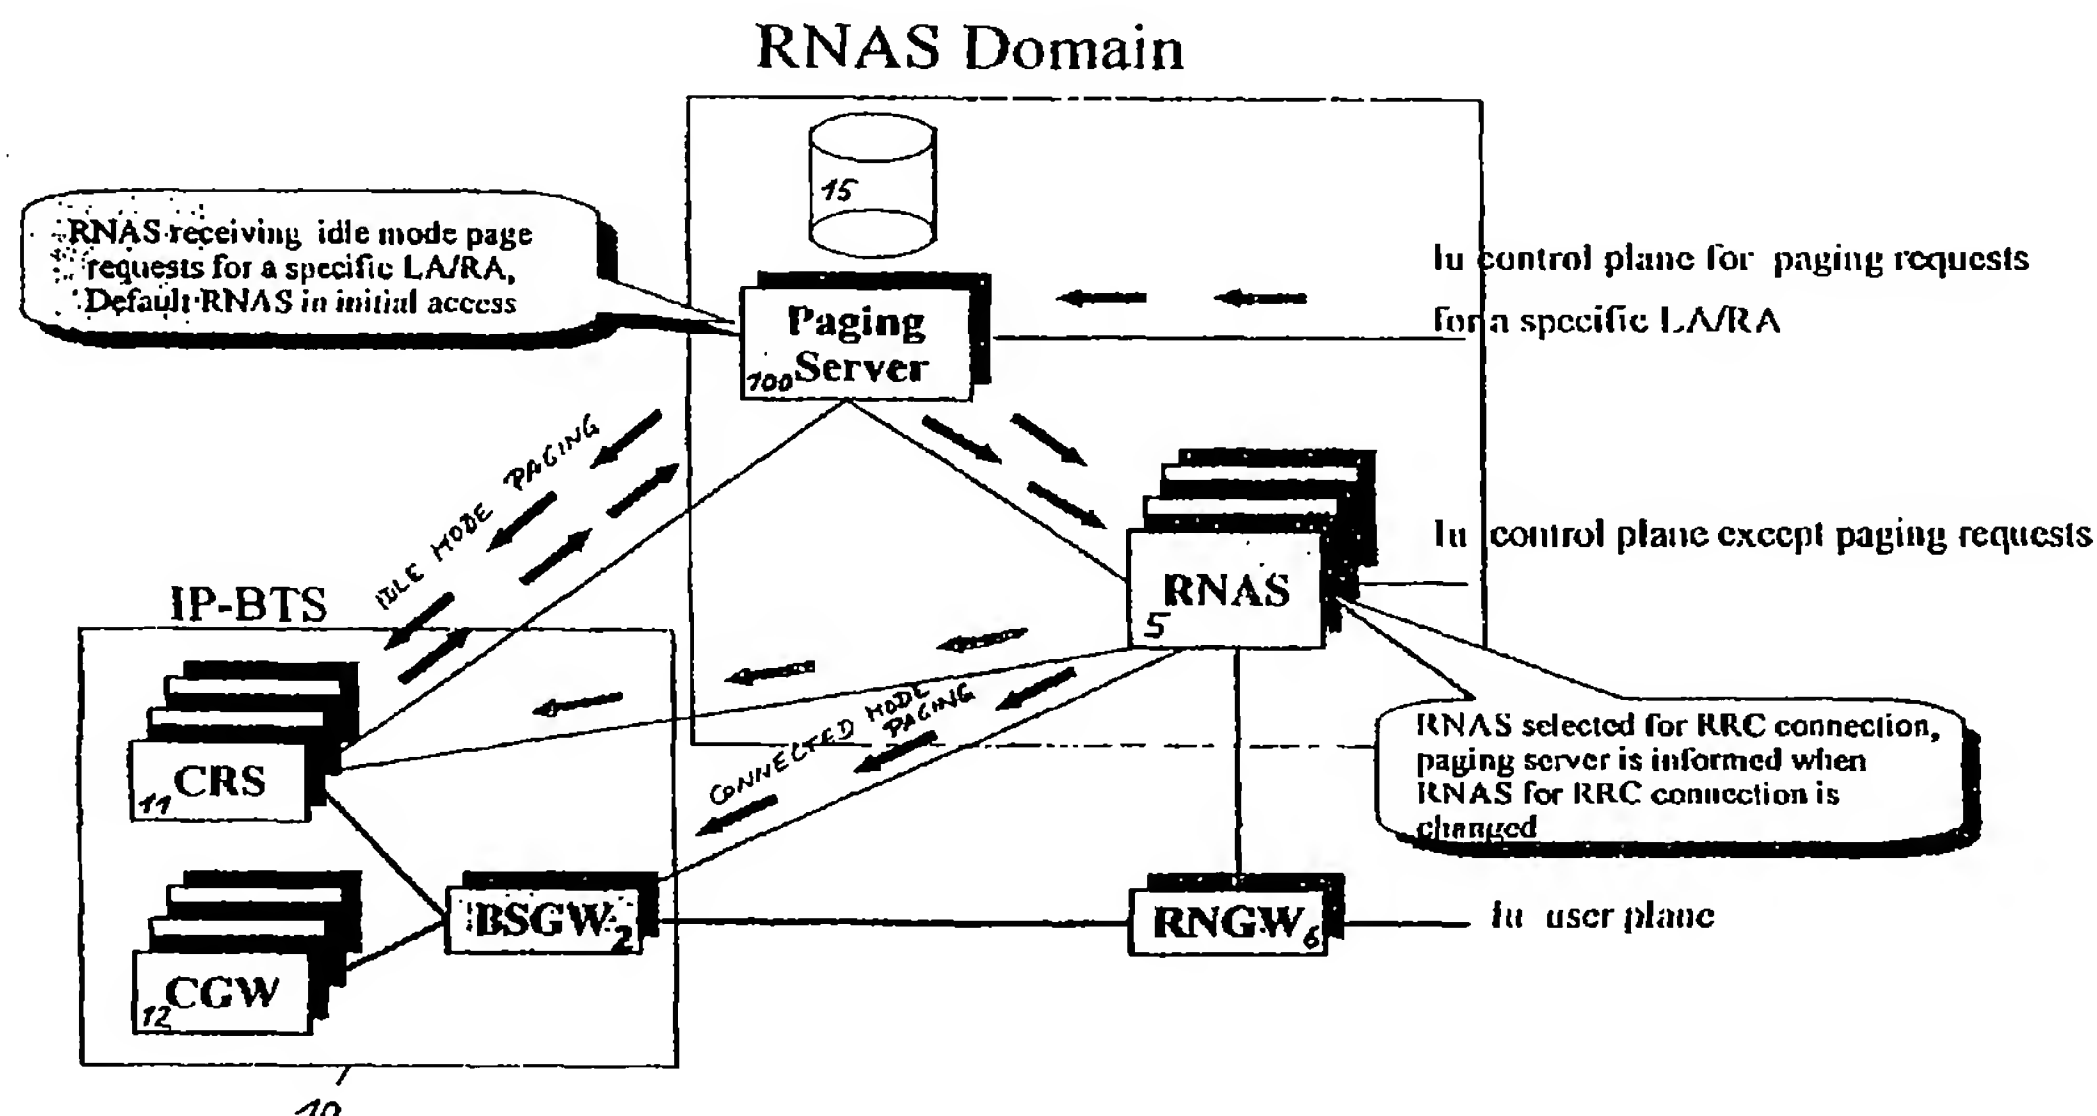 RNAS Domain
15
RNAS receiving idle mode page
requests for a specific LA/RA,
Default RNAS in initial access
Iu control plane for paging requests
for a specific LA/RA
Paging
Server
100
IDLE MODE PAGING
Iu control plane except paging requests
RNAS
5
IP-BTS
CONNECTED MODE
PAGING
RNAS selected for RRC connection,
paging server is informed when
RNAS for RRC connection is
changed
CRS
11
BSGW
2
RNGW
6
Iu user plane
CGW
12
10